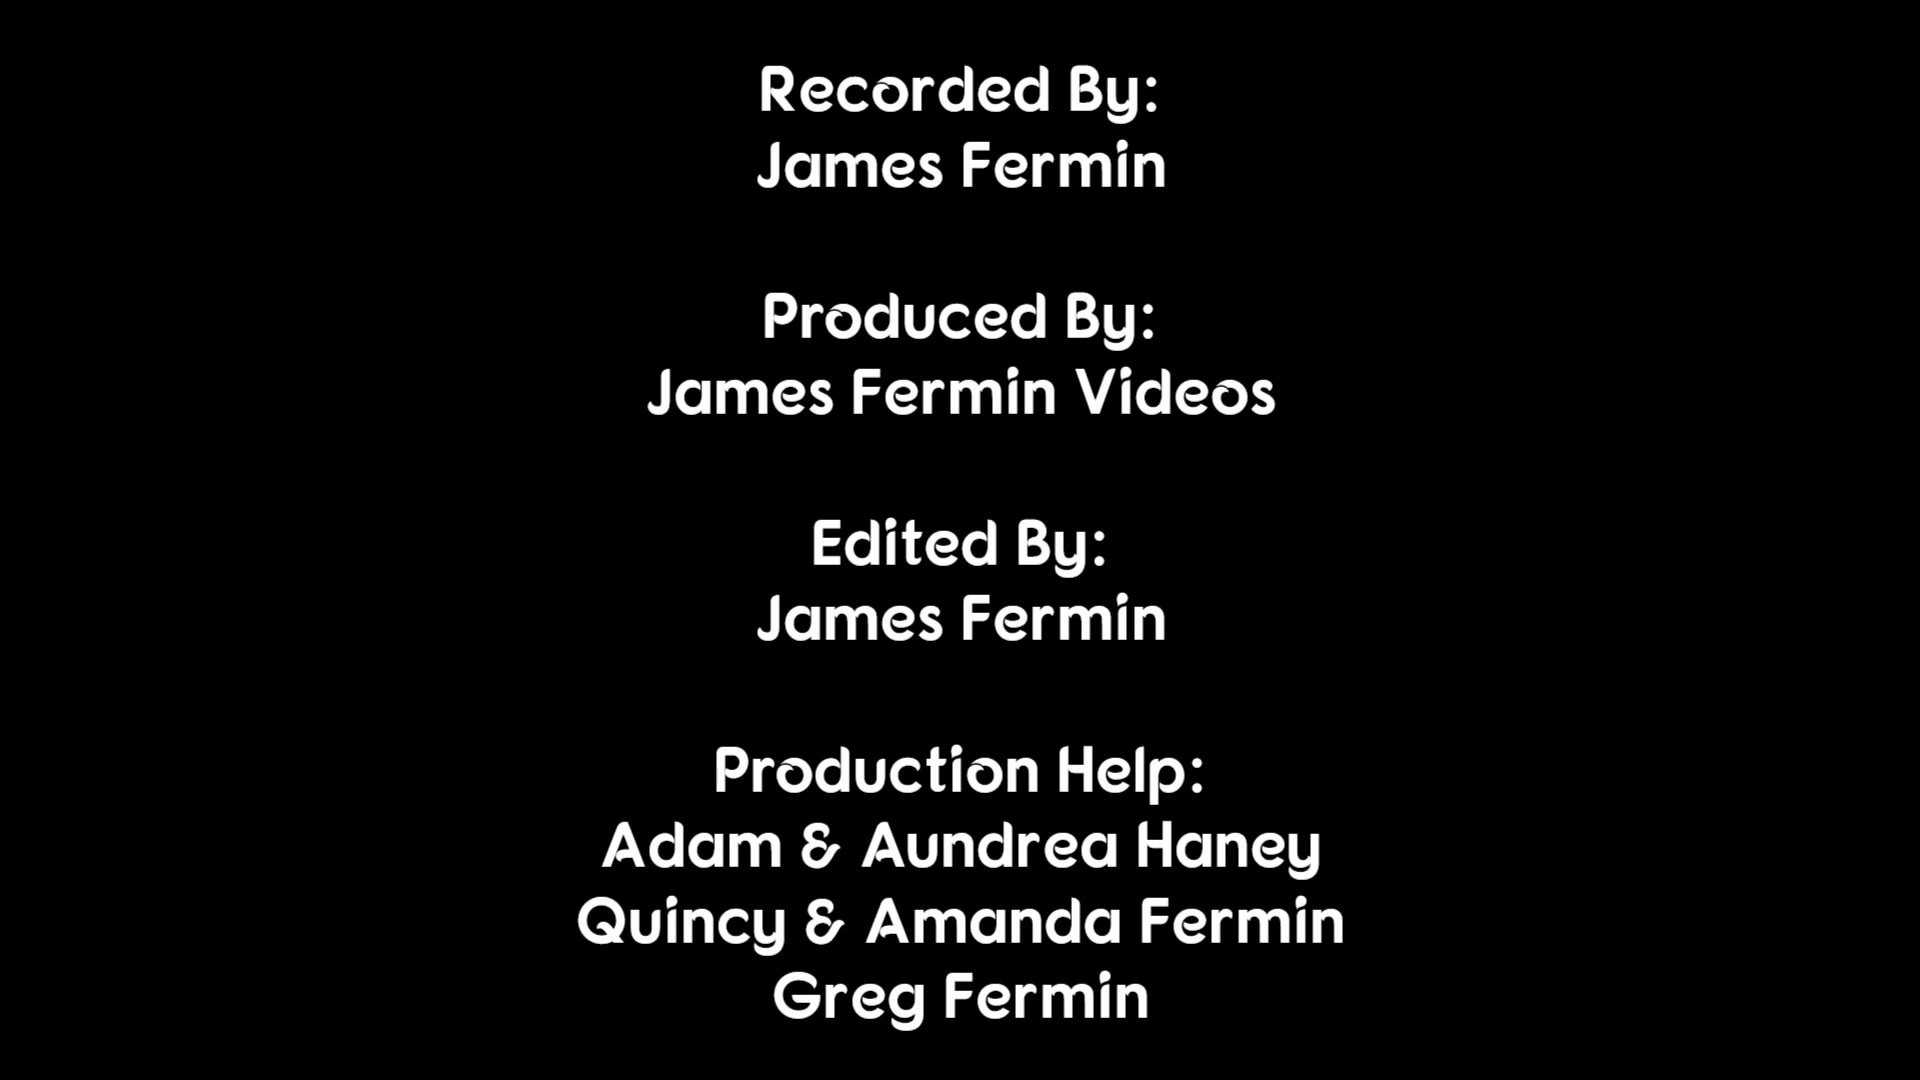 Recorded By:
James Fermin
Produced By:
James Fermin Videos
Edited By:
James Fermin
Production Help:
Adam & Aundrea Haney
Quincy & Amanda Fermin
Greg Fermin